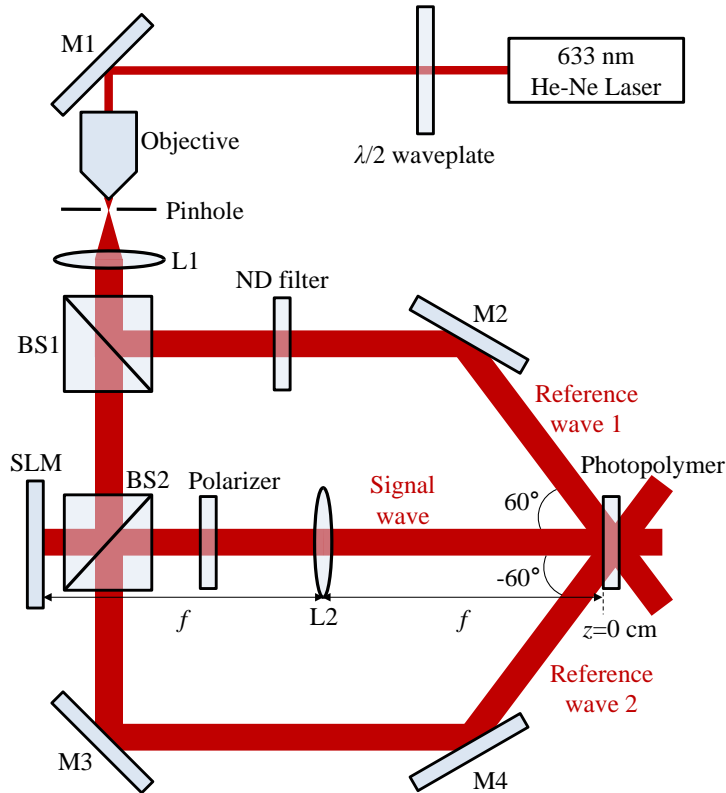 M1
633 nm
He-Ne Laser
Objective
λ/2 waveplate
Pinhole
L1
ND filter
M2
BS1
Reference
wave 1
SLM
BS2
Polarizer
Signal
wave
Photopolymer
60°
-60°
f
L2
f
z=0 cm
Reference
wave 2
M3
M4